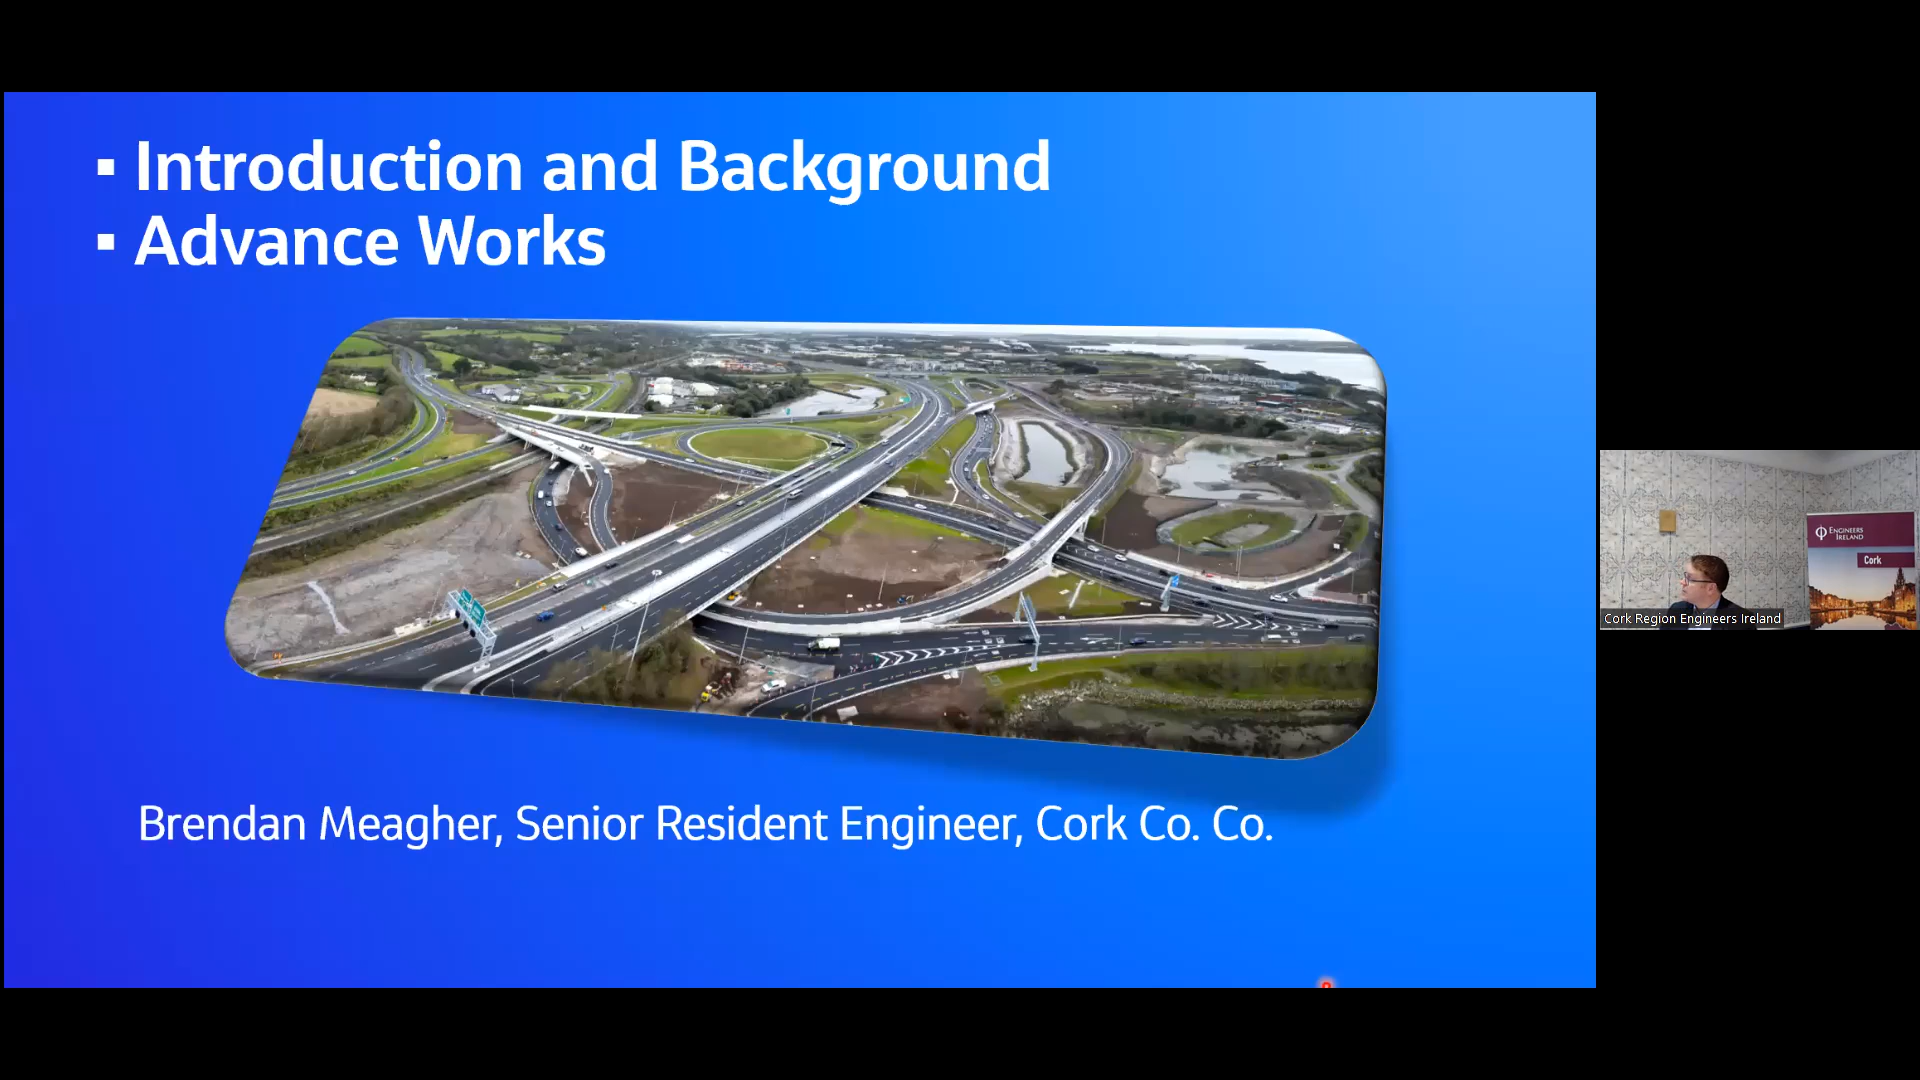 ▪ Introduction and Background
▪ Advance Works
Brendan Meagher, Senior Resident Engineer, Cork Co. Co.
ENGINEERS
IRELAND
Cork
Cork Region Engineers Ireland